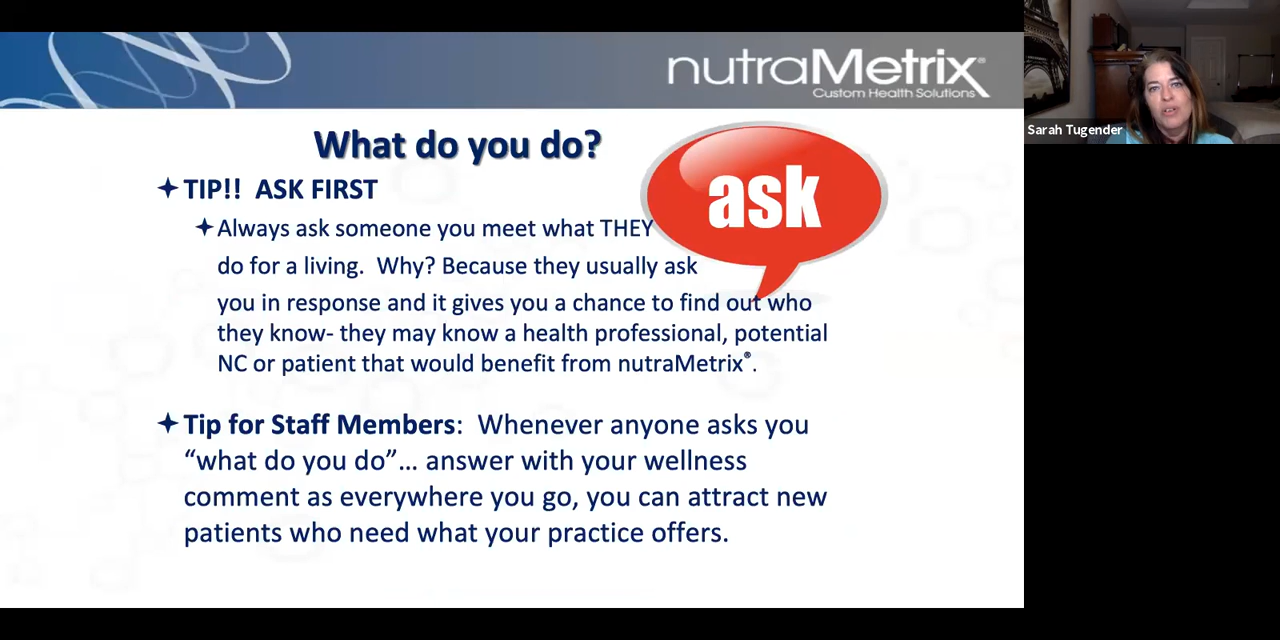 nutraMetrix®
Custom Health Solutions
Sarah Tugender
What do you do?
ask
TIP!! ASK FIRST
Always ask someone you meet what THEY
do for a living. Why? Because they usually ask
you in response and it gives you a chance to find out who
they know- they may know a health professional, potential
NC or patient that would benefit from nutraMetrix®.
Tip for Staff Members: Whenever anyone asks you
“what do you do”... answer with your wellness
comment as everywhere you go, you can attract new
patients who need what your practice offers.